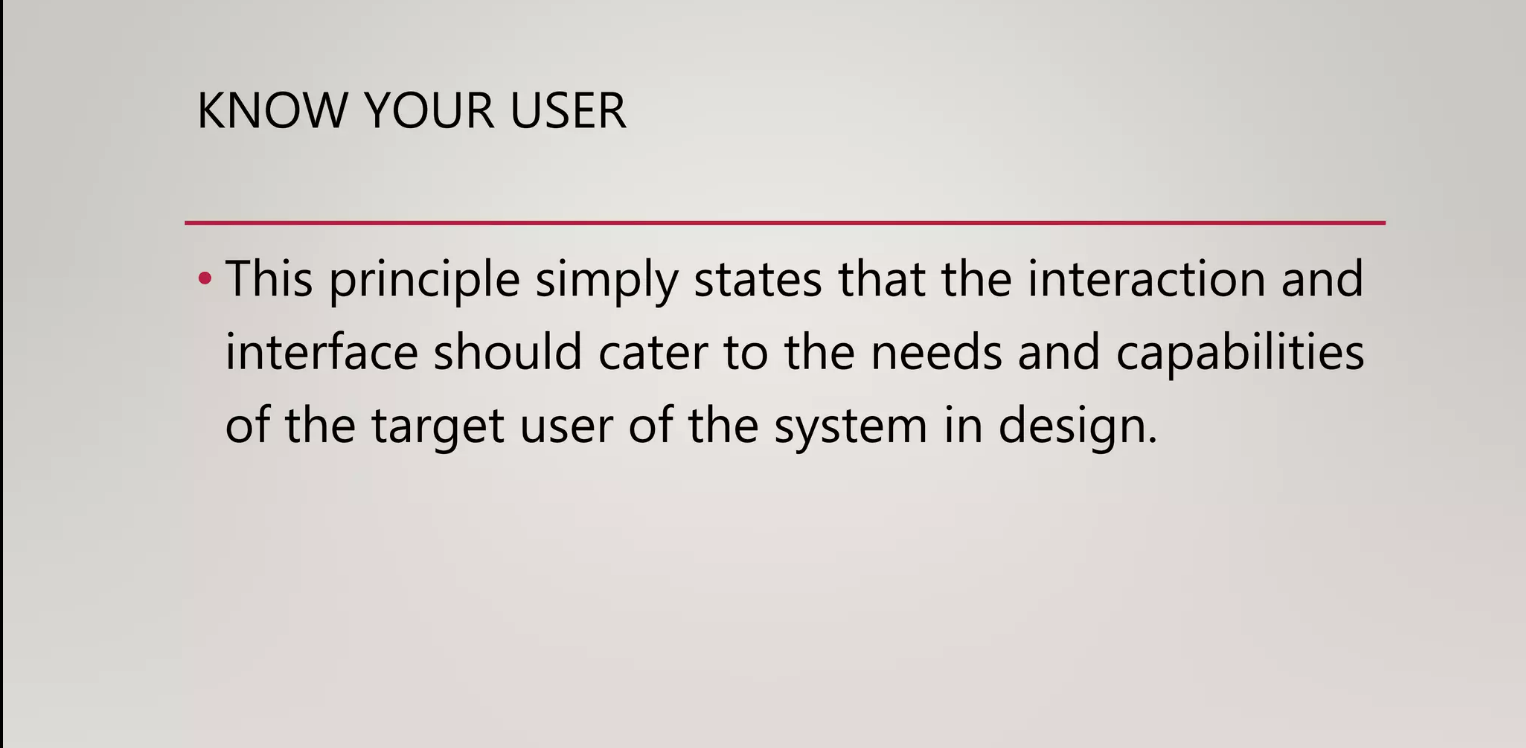 KNOW YOUR USER
• This principle simply states that the interaction and
interface should cater to the needs and capabilities
of the target user of the system in design.